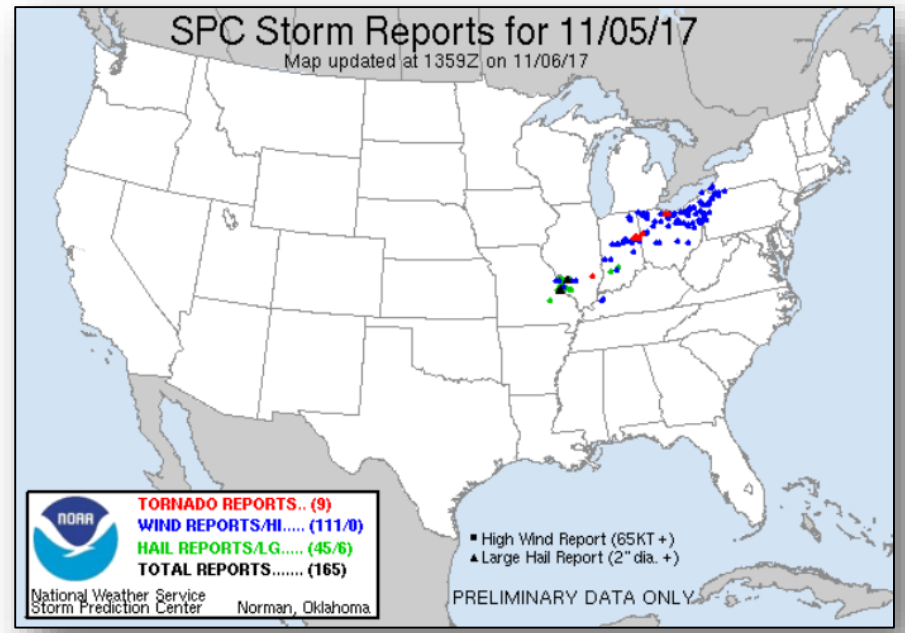 SPC Storm Reports for 11/05/17
Map updated at 1359Z on 11/06/17
NOAA
TORNADO REPORTS.. (9)
WIND REPORTS/HI..... (111/0)
HAIL REPORTS/LG..... (45/6)
TOTAL REPORTS....... (165)
National Weather Service
Storm Prediction Center Norman, Oklahoma
High Wind Report (65KT +)
Large Hail Report (2" dia. +)
PRELIMINARY DATA ONLY